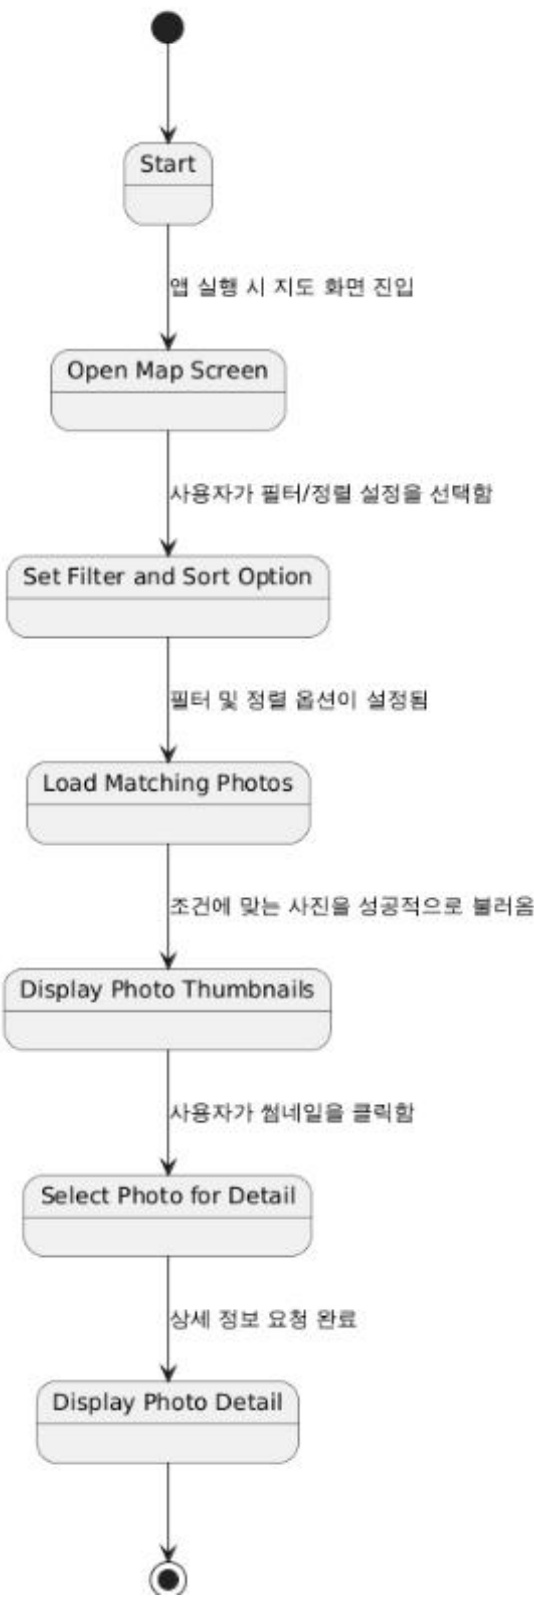 Start
앱 실행 시 지도 화면 진입
Open Map Screen
사용자가 필터/정렬 설정을 선택함
Set Filter and Sort Option
필터 및 정렬 옵션이 설정됨
Load Matching Photos
조건에 맞는 사진을 성공적으로 불러옴
Display Photo Thumbnails
사용자가 썸네일을 클릭함
Select Photo for Detail
상세 정보 요청 완료
Display Photo Detail